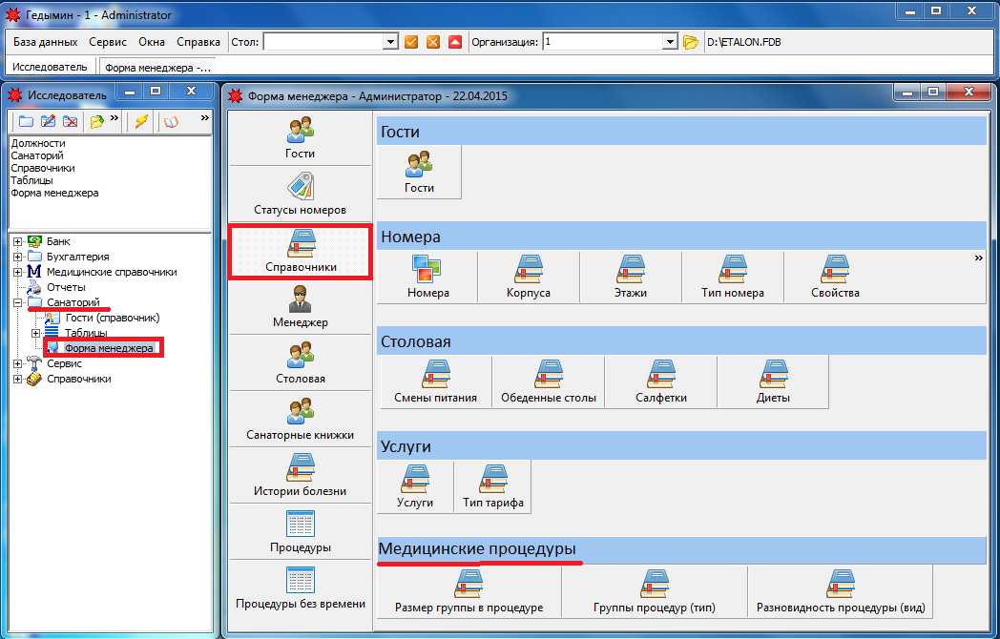 Гедымин - 1 - Administrator
База данных Сервис Окна Справка Стол: Организация: 1 D:\ETALON.FDB
Исследователь Форма менеджера -...
Исследователь
Должности
Санаторий
Справочники
Таблицы
Форма менеджера
Банк
Бухгалтерия
Медицинские справочники
Отчеты
Санаторий
Гости (справочник)
Таблицы
Форма менеджера
Сервис
Справочники
Форма менеджера - Администратор - 22.04.2015
Гости
Статусы номеров
Справочники
Менеджер
Столовая
Санаторные книжки
Истории болезни
Процедуры
Процедуры без времени
Гости
Гости
Номера
Номера Корпуса Этажи Тип номера Свойства
Столовая
Смены питания Обеденные столы Салфетки Диеты
Услуги
Услуги Тип тарифа
Медицинские процедуры
Размер группы в процедуре Группы процедур (тип) Разновидность процедуры (вид)